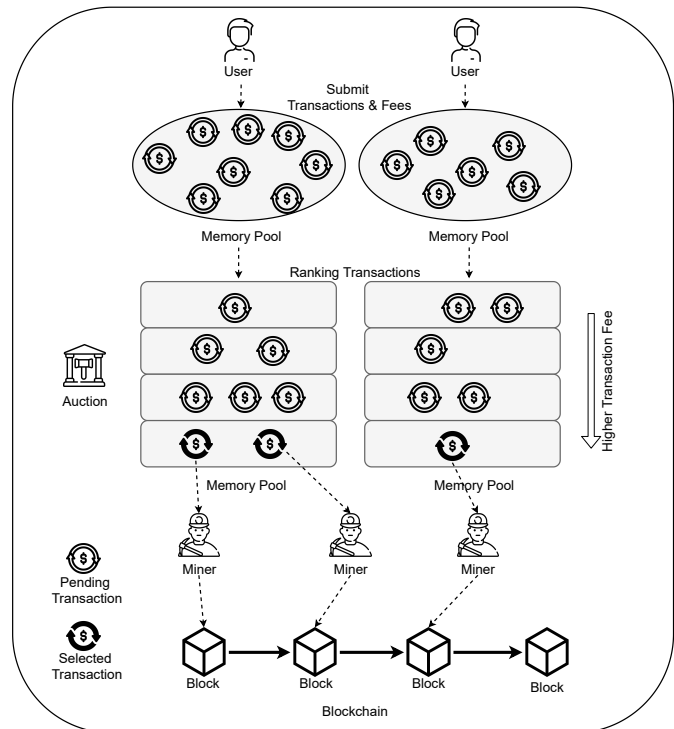 User
User
Submit
Transactions & Fees
Memory Pool
Memory Pool
Ranking Transactions
Auction
Higher Transaction Fee
Memory Pool
Memory Pool
Miner
Miner
Miner
Pending
Transaction
Selected
Transaction
Block
Block
Block
Block
Blockchain